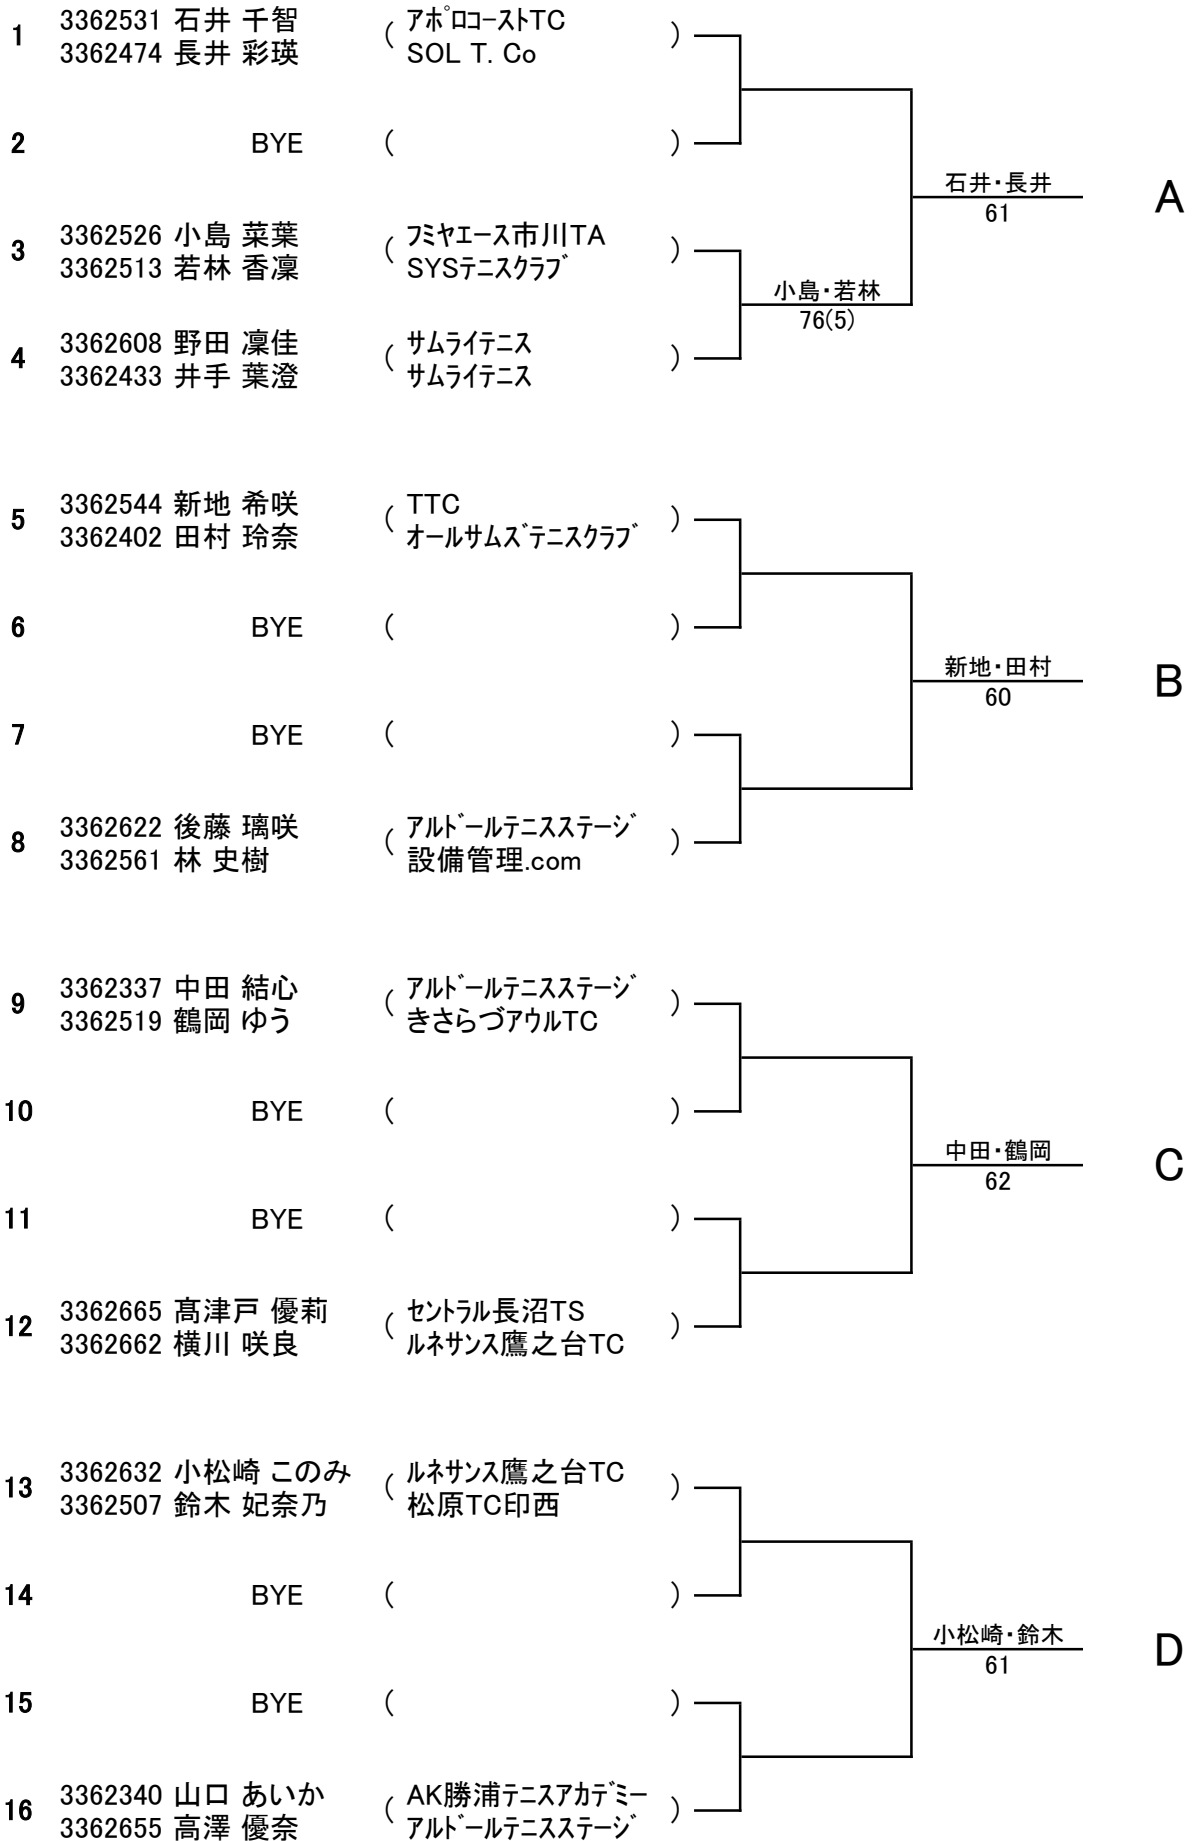 1 3362531 石井 千智 ( ｱﾎﾟﾛｺｰｽﾄTC )
3362474 長井 彩瑛 SOL T. Co
2 BYE ( )
石井・長井
61
A
3 3362526 小島 菜葉 ( ﾌﾐﾔｴｰｽ市川TA )
3362513 若林 香凜 SYSﾃﾆｽｸﾗﾌﾞ
小島・若林
76(5)
4 3362608 野田 凜佳 ( ｻﾑﾗｲﾃﾆｽ )
3362433 井手 葉澄 ｻﾑﾗｲﾃﾆｽ
5 3362544 新地 希咲 ( TTC )
3362402 田村 玲奈 ｵｰﾙｻﾑｽﾞﾃﾆｽｸﾗﾌﾞ
6 BYE ( )
新地・田村
60
B
7 BYE ( )
8 3362622 後藤 璃咲 ( ｱﾙﾄﾞｰﾙﾃﾆｽｽﾃｰｼﾞ )
3362561 林 史樹 設備管理.com
9 3362337 中田 結心 ( ｱﾙﾄﾞｰﾙﾃﾆｽｽﾃｰｼﾞ )
3362519 鶴岡 ゆう きさらづｱｳﾙTC
10 BYE ( )
中田・鶴岡
62
C
11 BYE ( )
12 3362665 髙津戸 優莉 ( ｾﾝﾄﾗﾙ長沼TS )
3362662 横川 咲良 ﾙﾈｻﾝｽ鷹之台TC
13 3362632 小松崎 このみ ( ﾙﾈｻﾝｽ鷹之台TC )
3362507 鈴木 妃奈乃 松原TC印西
14 BYE ( )
小松崎・鈴木
61
D
15 BYE ( )
16 3362340 山口 あいか ( AK勝浦ﾃﾆｽｱｶﾃﾞﾐｰ )
3362655 高澤 優奈 ｱﾙﾄﾞｰﾙﾃﾆｽｽﾃｰｼﾞ